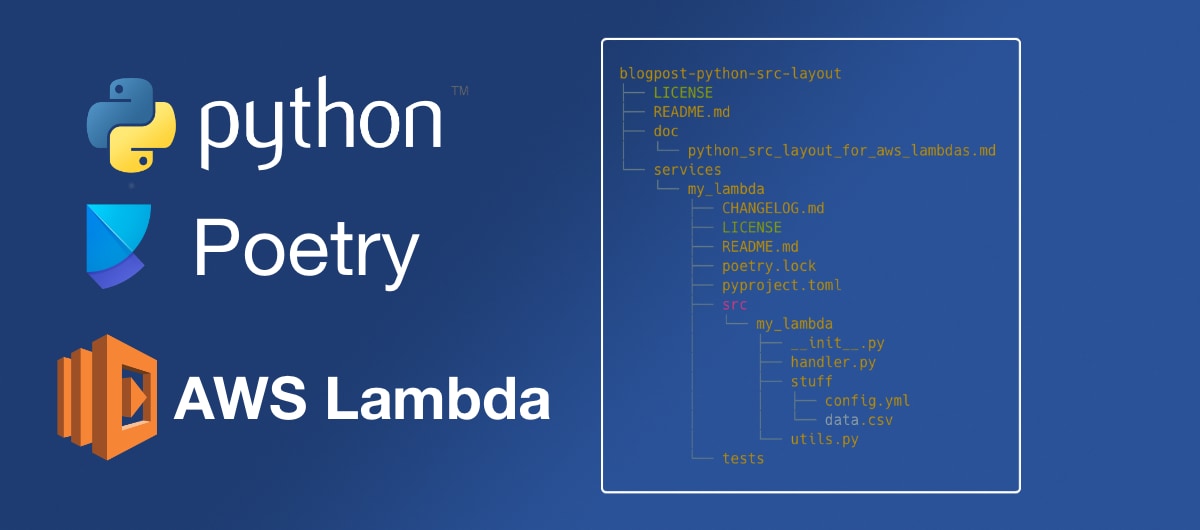 python ™
Poetry
AWS Lambda
blogpost-python-src-layout
├── LICENSE
├── README.md
├── doc
│   └── python_src_layout_for_aws_lambdas.md
└── services
    └── my_lambda
        ├── CHANGELOG.md
        ├── LICENSE
        ├── README.md
        ├── poetry.lock
        ├── pyproject.toml
        ├── src
        │   └── my_lambda
        │       ├── __init__.py
        │       ├── handler.py
        │       ├── stuff
        │       │   ├── config.yml
        │       │   └── data.csv
        │       └── utils.py
        └── tests